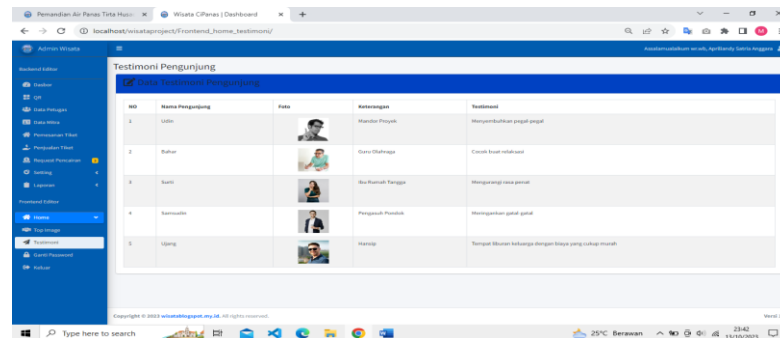 Pemandian Air Panas Tirta Husa
Wisata CiPanas | Dashboard
localhost/wisataproject/Frontend_home_testimoni/
Admin Wisata
Assalamualaikum wr.wb,
Backend Editor
Dasbor
QR
Data Petugas
Data Mitra
Pemesanan Tiket
Penjualan Tiket
Request Pencairan
Setting
Laporan
Frontend Editor
Home
Top Image
Testimoni
Ganti Password
Keluar
Testimoni Pengunjung
Data Testimoni Pengunjung
NO Nama Pengunjung Foto Keterangan Testimoni
1 Udin Mandor Proyek Menyembuhkan pegal-pegal
2 Bahar Guru Olahraga Cocok buat relaksasi
3 Surti Ibu Rumah Tangga Mengurangi rasa penat
4 Samsudin Pengasuh Pondok Meringankan gatal-gatal
5 Ujang Hansip Tempat liburan keluarga dengan biaya yang cukup murah
Copyright © 2023 wisatablogspot.my.id. All rights reserved.
Versi
Type here to search
25°C Berawan
23:42
13/10/2023